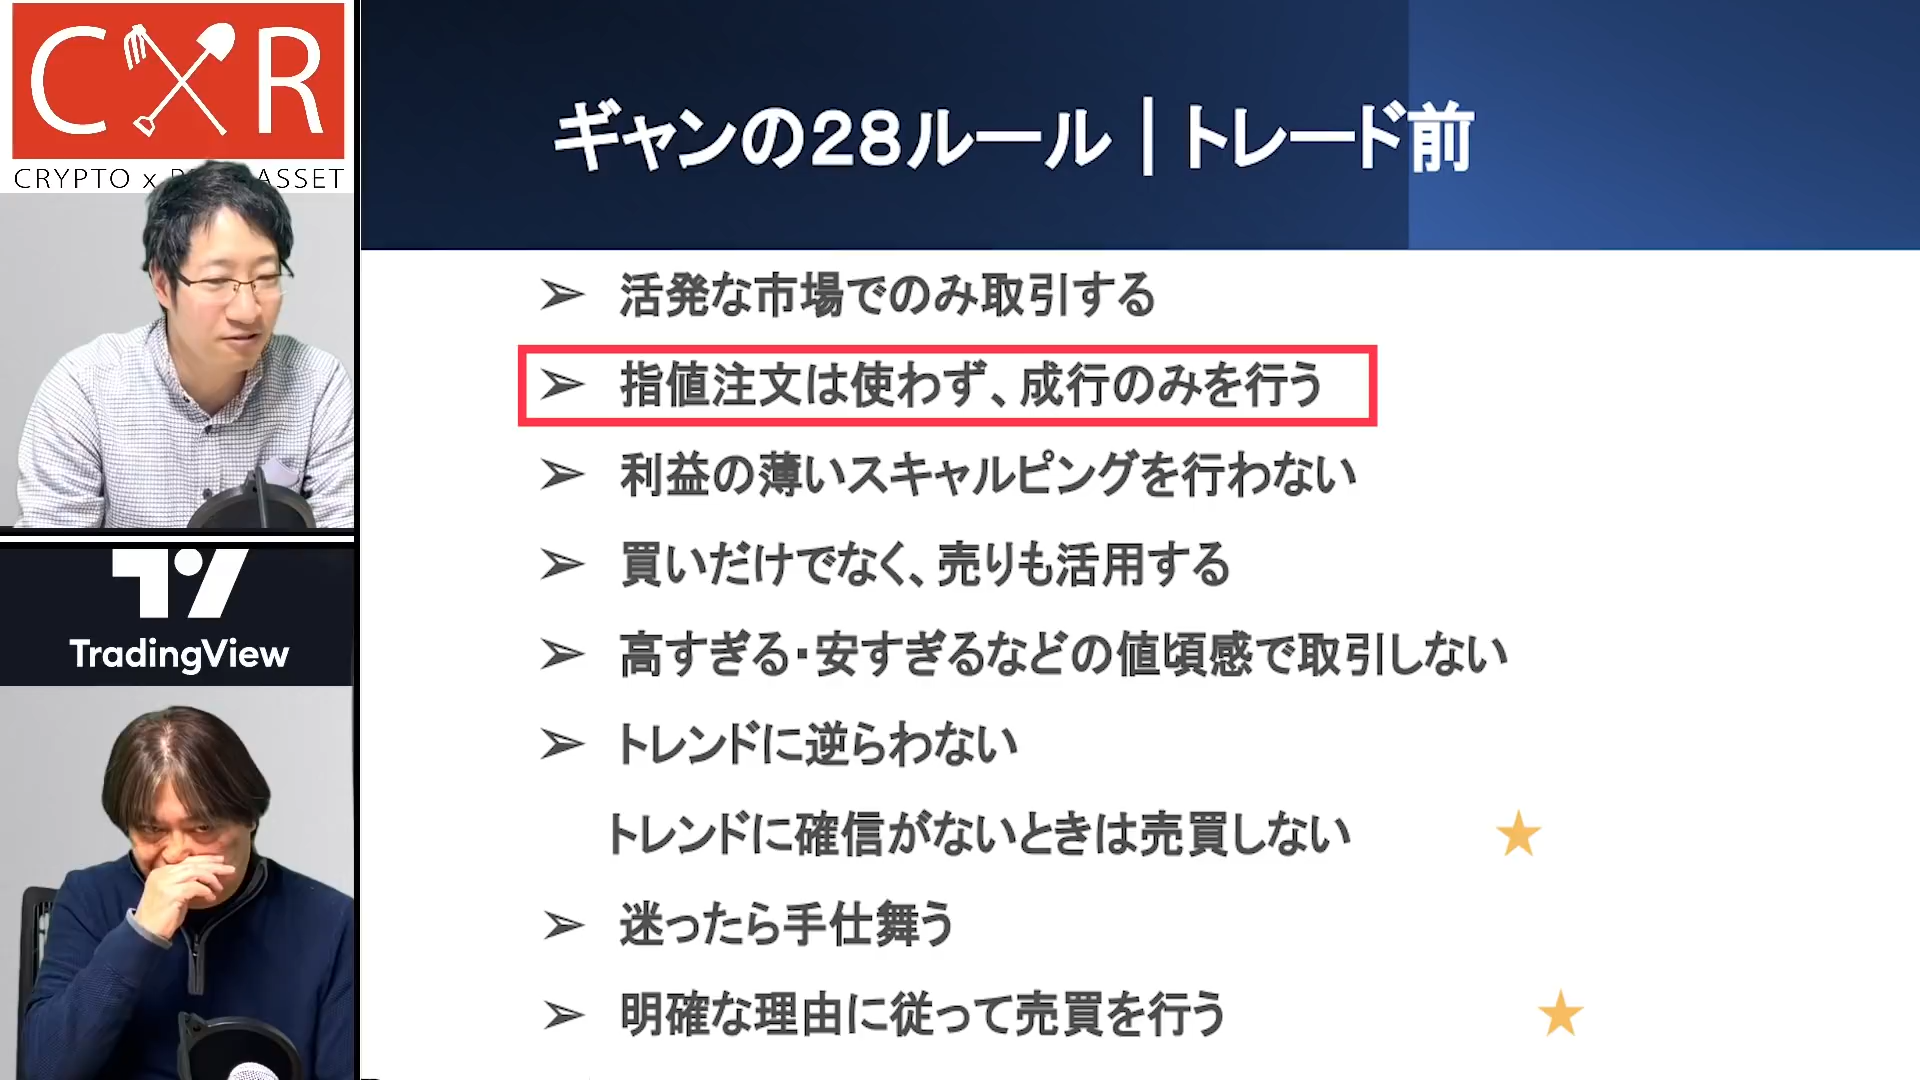 CXR
CRYPTO x ASSET
TradingView
ギャンの28ルール｜トレード前
➢ 活発な市場でのみ取引する
➢ 指値注文は使わず、成行のみを行う
➢ 利益の薄いスキャルピングを行わない
➢ 買いだけでなく、売りも活用する
➢ 高すぎる・安すぎるなどの値頃感で取引しない
➢ トレンドに逆らわない
トレンドに確信がないときは売買しない ★
➢ 迷ったら手仕舞う
➢ 明確な理由に従って売買を行う ★